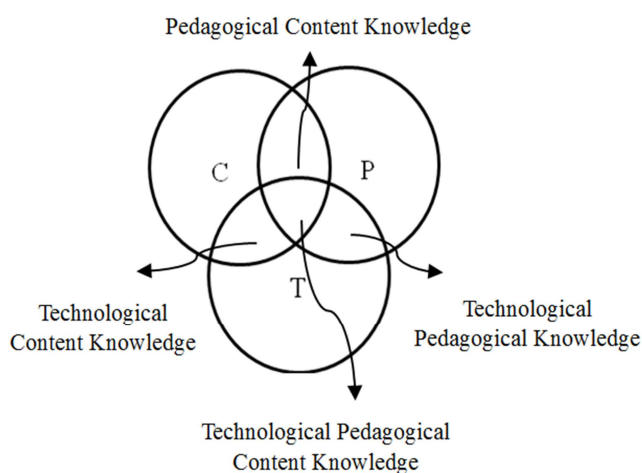 Pedagogical Content Knowledge
C
P
T
Technological
Content Knowledge
Technological
Pedagogical Knowledge
Technological Pedagogical
Content Knowledge